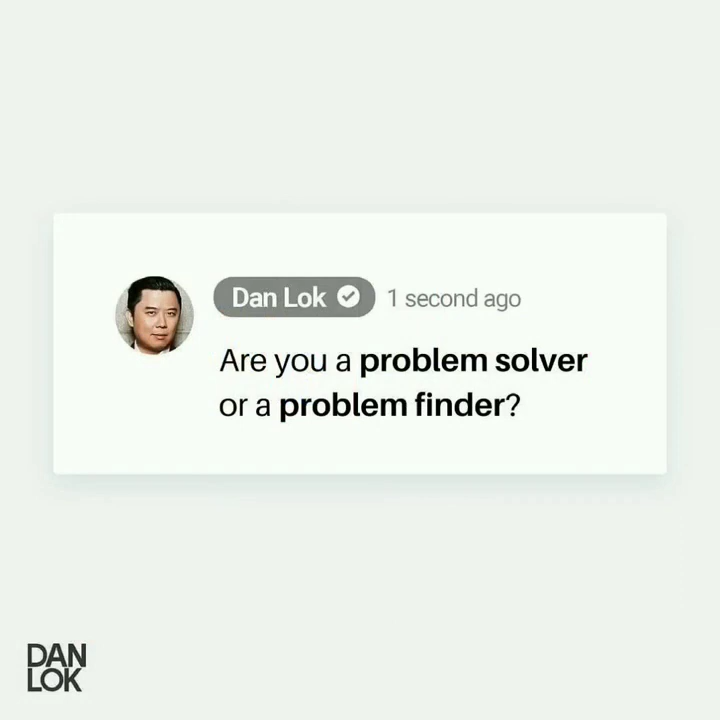 Dan Lok 1 second ago
Are you a problem solver
or a problem finder?
DAN
LOK